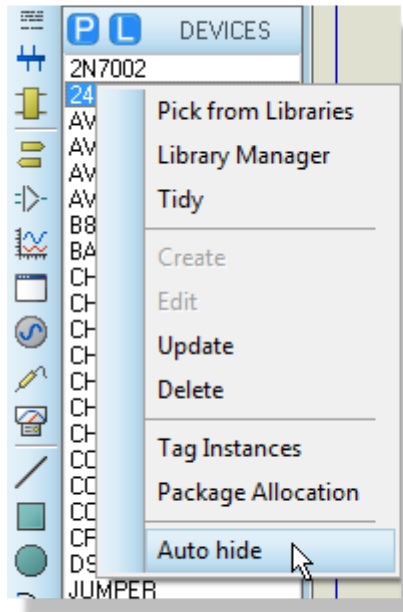 P L DEVICES
2N7002
24
AV
AV
AV
AV
B8
BA
CH
CH
CH
CH
CH
CH
CH
CC
CC
CC
CF
DS
JUMPER
Pick from Libraries
Library Manager
Tidy
Create
Edit
Update
Delete
Tag Instances
Package Allocation
Auto hide